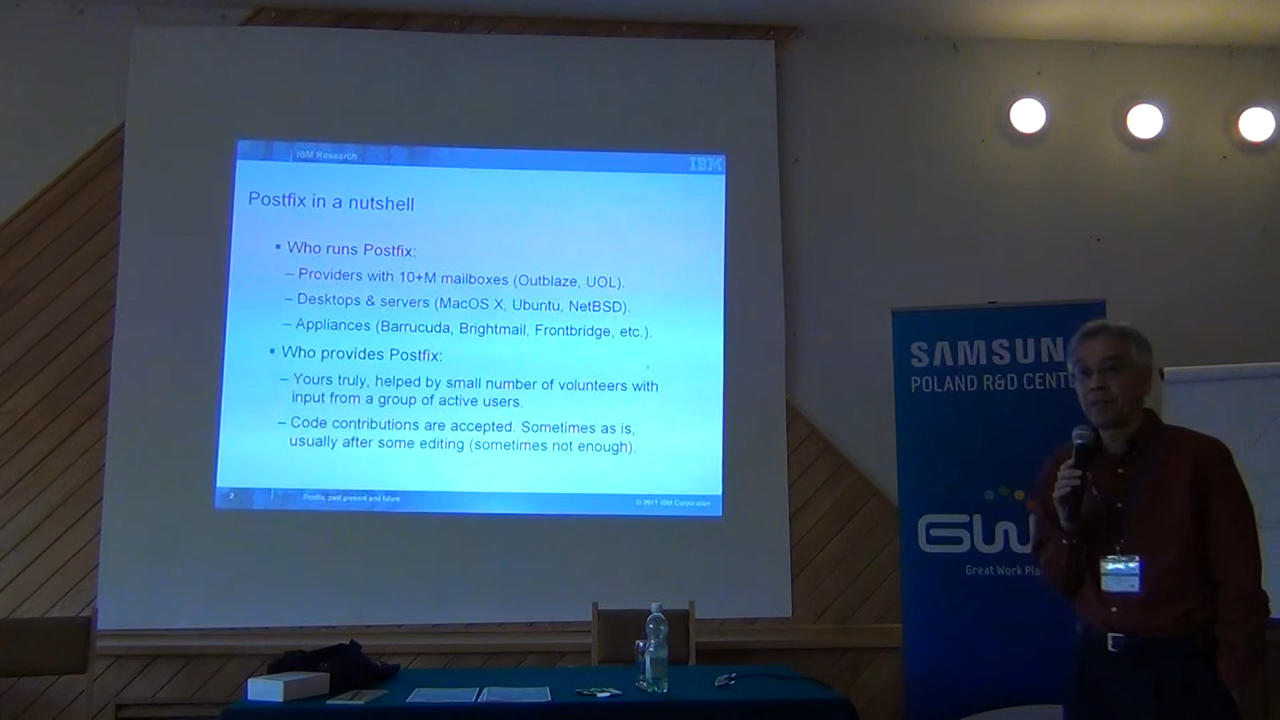 IBM Research
IBM
Postfix in a nutshell
▪ Who runs Postfix:
– Providers with 10+M mailboxes (Outblaze, UOL).
– Desktops & servers (MacOS X, Ubuntu, NetBSD).
– Appliances (Barrucuda, Brightmail, Frontbridge, etc.).
▪ Who provides Postfix:
– Yours truly, helped by small number of volunteers with
input from a group of active users.
– Code contributions are accepted. Sometimes as is,
usually after some editing (sometimes not enough).
2
Postfix, past present and future
© 2011 IBM Corporation
SAMSUN
POLAND R&D CENT
GW
Great Work Pla